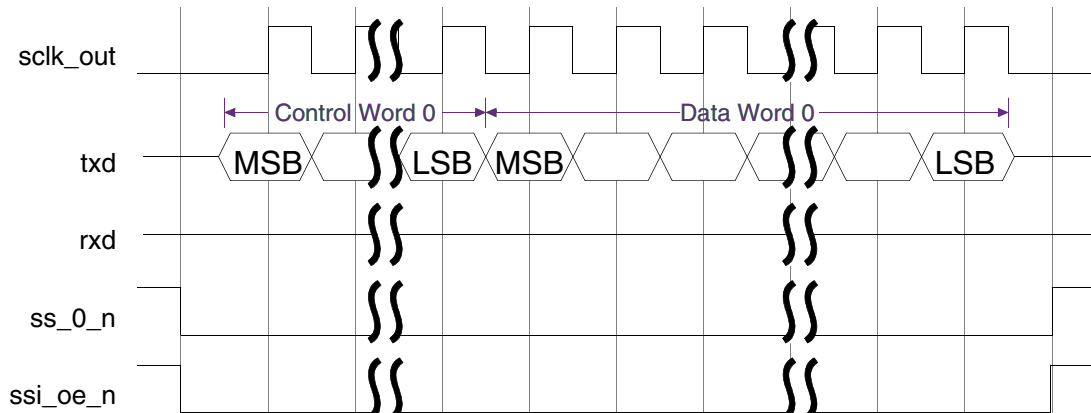 sclk_out
Control Word 0 Data Word 0
txd MSB LSB MSB LSB
rxd
ss_0_n
ssi_oe_n